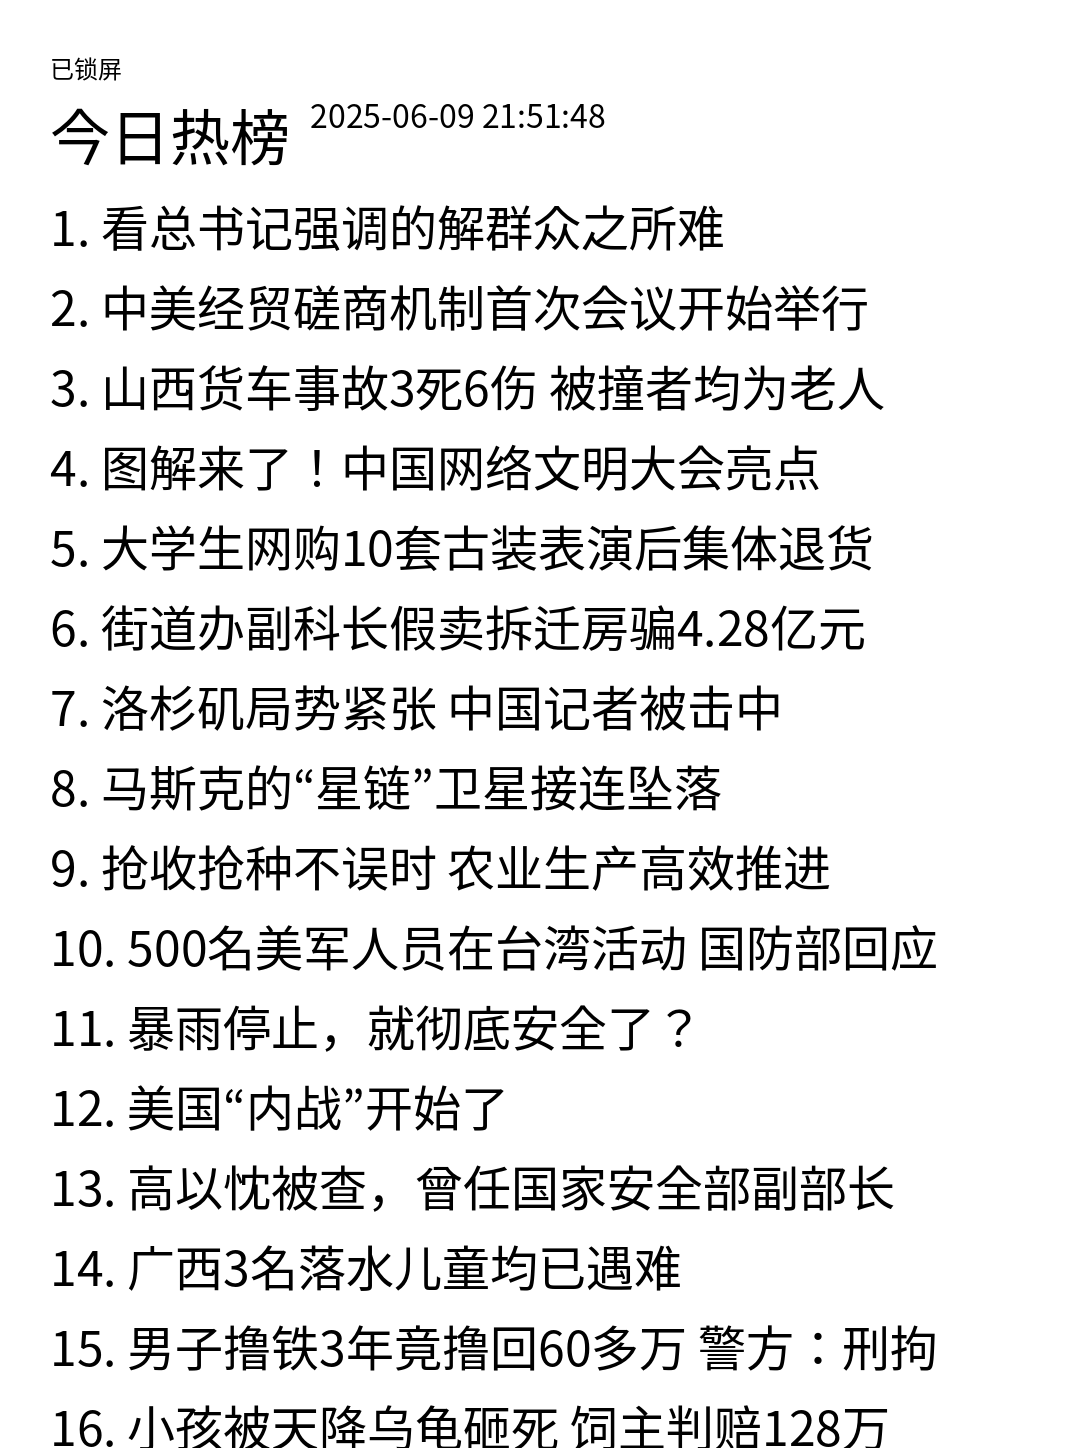 已锁屏
今日热榜 2025-06-09 21:51:48
1. 看总书记强调的解群众之所难
2. 中美经贸磋商机制首次会议开始举行
3. 山西货车事故3死6伤 被撞者均为老人
4. 图解来了！中国网络文明大会亮点
5. 大学生网购10套古装表演后集体退货
6. 街道办副科长假卖拆迁房骗4.28亿元
7. 洛杉矶局势紧张 中国记者被击中
8. 马斯克的“星链”卫星接连坠落
9. 抢收抢种不误时 农业生产高效推进
10. 500名美军人员在台湾活动 国防部回应
11. 暴雨停止，就彻底安全了？
12. 美国“内战”开始了
13. 高以忱被查，曾任国家安全部副部长
14. 广西3名落水儿童均已遇难
15. 男子撸铁3年竟撸回60多万 警方：刑拘
16. 小孩被天降乌龟砸死 饲主判赔128万